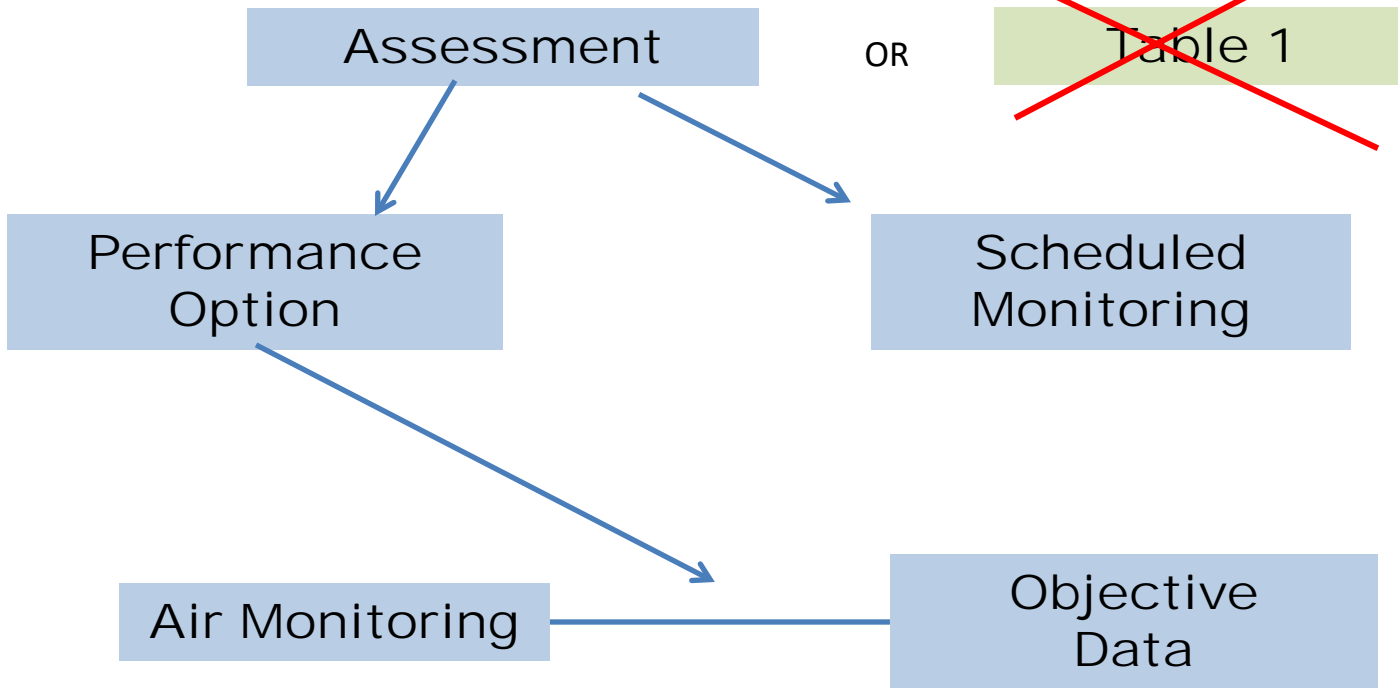 Assessment
OR
Table 1
Performance
Option
Scheduled
Monitoring
Air Monitoring
Objective
Data